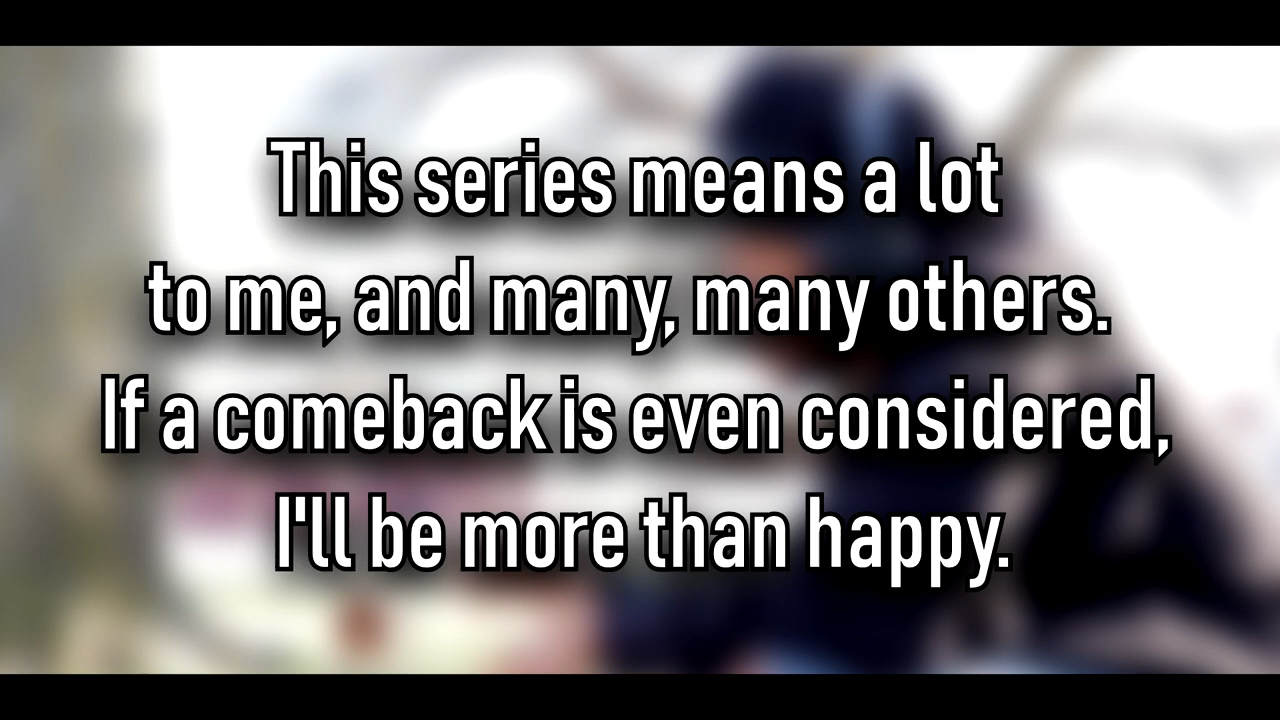 This series means a lot
to me, and many, many others.
If a comeback is even considered,
I'll be more than happy.